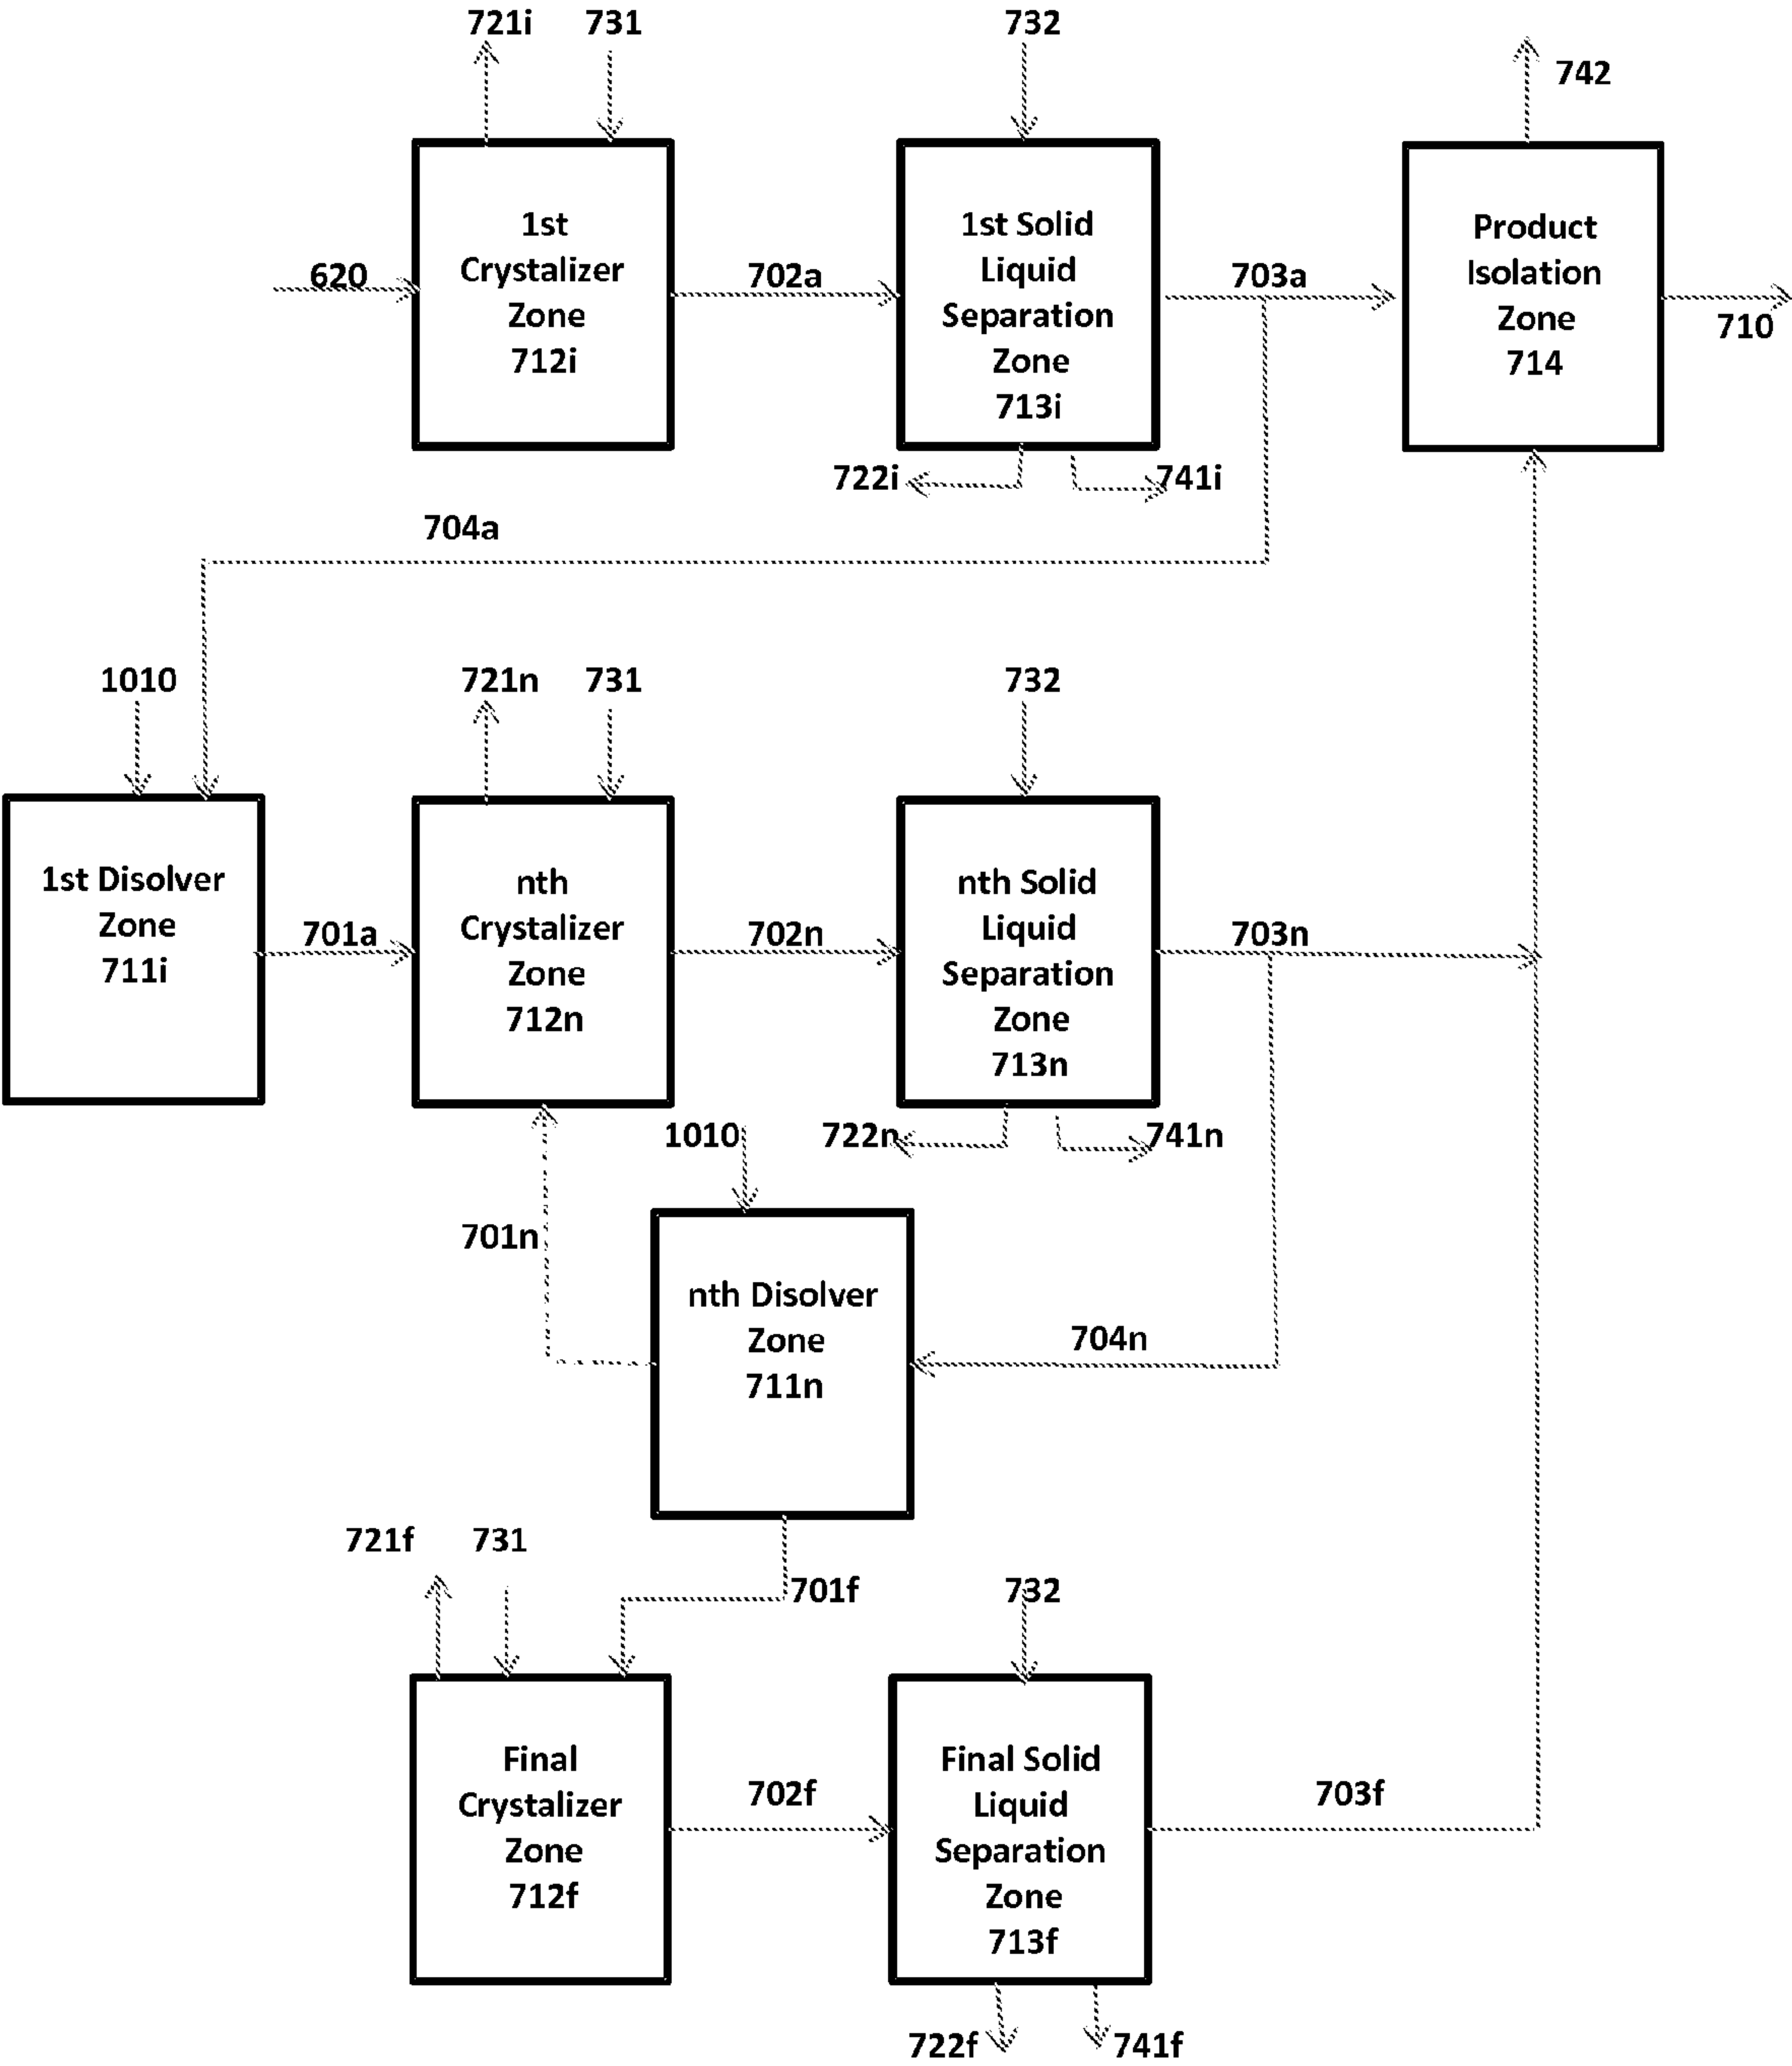 721i
731
732
742
1st
Crystalizer
Zone
712i
1st Solid
Liquid
Separation
Zone
713i
Product
Isolation
Zone
714
620
702a
703a
710
722i
741i
704a
1010
721n
731
732
1st Disolver
Zone
711i
701a
nth
Crystalizer
Zone
712n
702n
nth Solid
Liquid
Separation
Zone
713n
703n
1010
722n
741n
701n
nth Disolver
Zone
711n
704n
721f
731
701f
732
Final
Crystalizer
Zone
712f
702f
Final Solid
Liquid
Separation
Zone
713f
703f
722f
741f